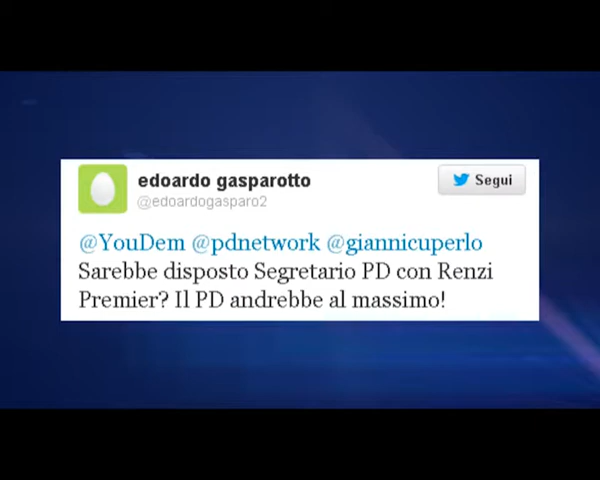 edoardo gasparotto
Segui
@edoardogasparo2
@YouDem @pdnetwork @giannicuperlo
Sarebbe disposto Segretario PD con Renzi
Premier? Il PD andrebbe al massimo!